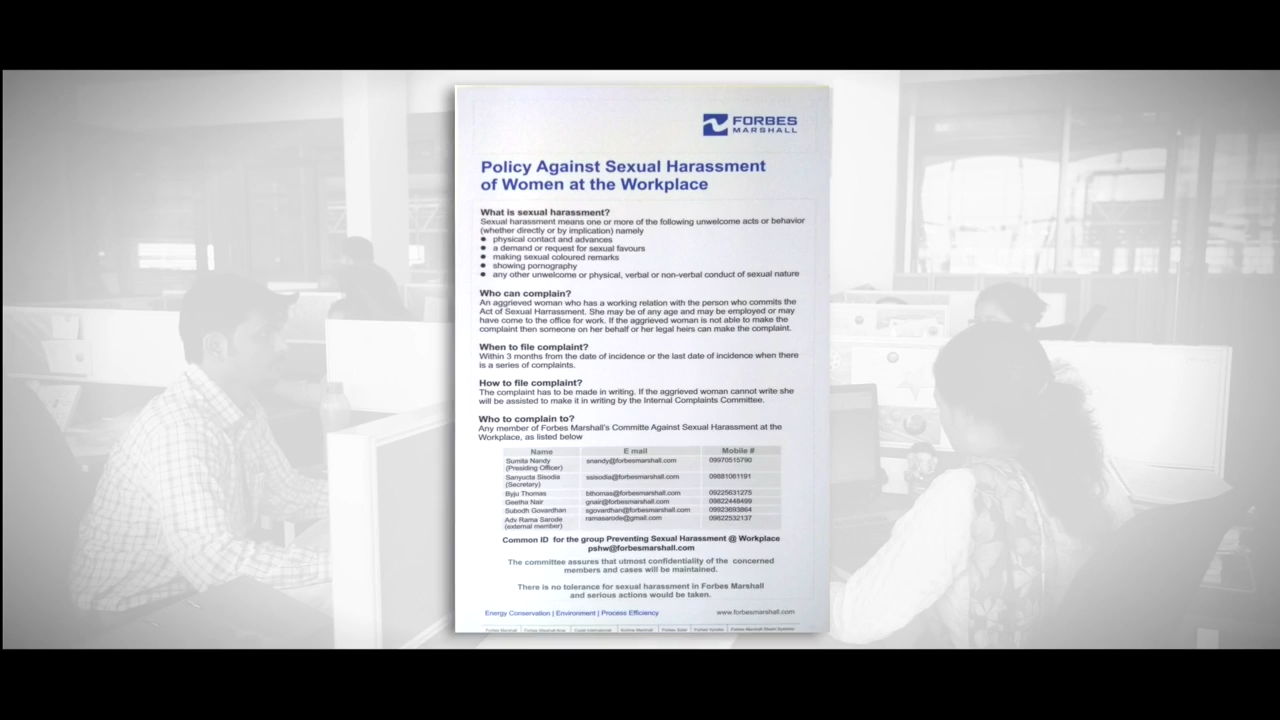 FORBES
MARSHALL
Policy Against Sexual Harassment
of Women at the Workplace
What is sexual harassment?
Sexual harassment means one or more of the following unwelcome acts or behavior
(whether directly or by implication) namely
● physical contact and advances
● a demand or request for sexual favours
● making sexual coloured remarks
● showing pornography
● any other unwelcome or physical, verbal or non-verbal conduct of sexual nature
Who can complain?
An aggrieved woman who has a working relation with the person who commits the
Act of Sexual Harrassment. She may be of any age and may be employed or may
have come to the office for work. If the aggrieved woman is not able to make the
complaint then someone on her behalf or her legal heirs can make the complaint.
When to file complaint?
Within 3 months from the date of incidence or the last date of incidence when there
is a series of complaints.
How to file complaint?
The complaint has to be made in writing. If the aggrieved woman cannot write she
will be assisted to make it in writing by the Internal Complaints Committee.
Who to complain to?
Any member of Forbes Marshall's Committe Against Sexual Harassment at the
Workplace, as listed below
Name E mail Mobile #
Sumita Nandy snandy@forbesmarshall.com 09970515790
(Presiding Officer)
Sanyucta Sisodia ssisodia@forbesmarshall.com 09881061191
(Secretary)
Byju Thomas bthomas@forbesmarshall.com 09225631275
Geetha Nair gnair@forbesmarshall.com 09822448499
Subodh Govardhan sgovardhan@forbesmarshall.com 09923693864
Adv Rama Sarode ramasarode@gmail.com 09822532137
(external member)
Common ID for the group Preventing Sexual Harassment @ Workplace
pshw@forbesmarshall.com
The committee assures that utmost confidentiality of the concerned
members and cases will be maintained.
There is no tolerance for sexual harassment in Forbes Marshall
and serious actions would be taken.
Energy Conservation | Environment | Process Efficiency www.forbesmarshall.com